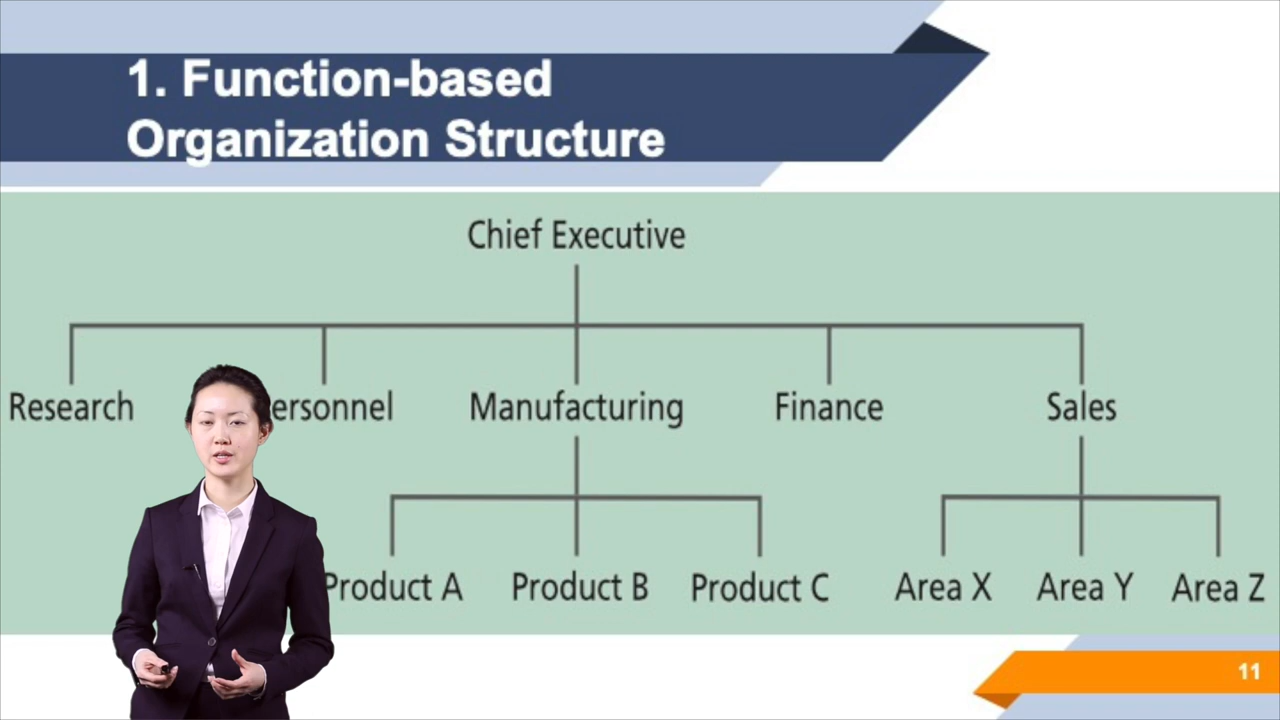 1. Function-based
Organization Structure
Chief Executive
Research ersonnel Manufacturing Finance Sales
Product A Product B Product C Area X Area Y Area Z
11